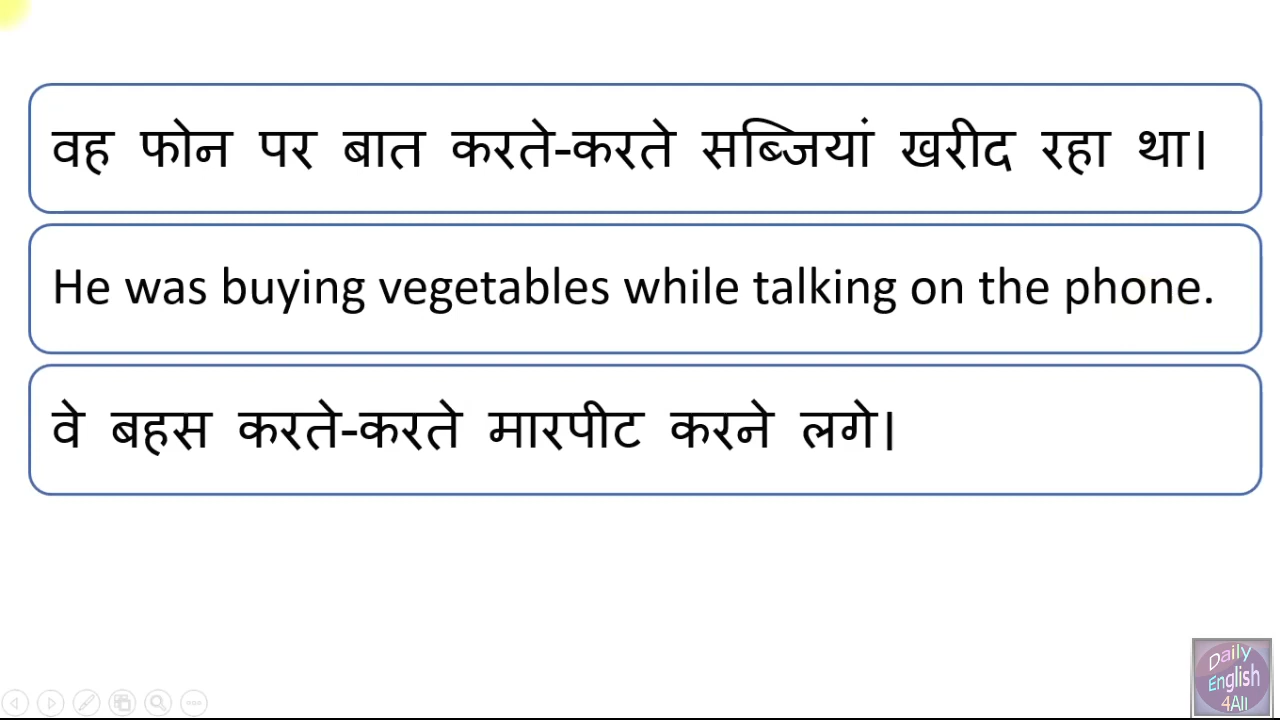 वह फोन पर बात करते-करते सब्जियां खरीद रहा था।
He was buying vegetables while talking on the phone.
वे बहस करते-करते मारपीट करने लगे।
Daily
English
4All